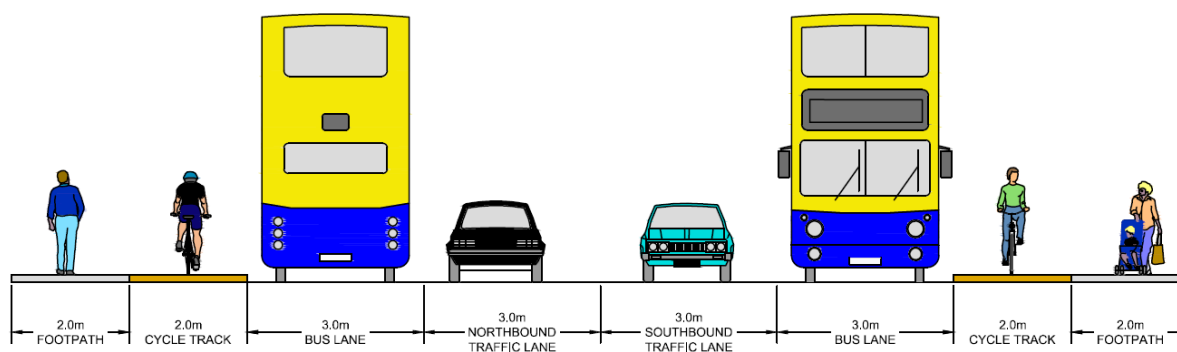 2.0m
FOOTPATH
2.0m
CYCLE TRACK
3.0m
BUS LANE
3.0m
NORTHBOUND
TRAFFIC LANE
3.0m
SOUTHBOUND
TRAFFIC LANE
3.0m
BUS LANE
2.0m
CYCLE TRACK
2.0m
FOOTPATH